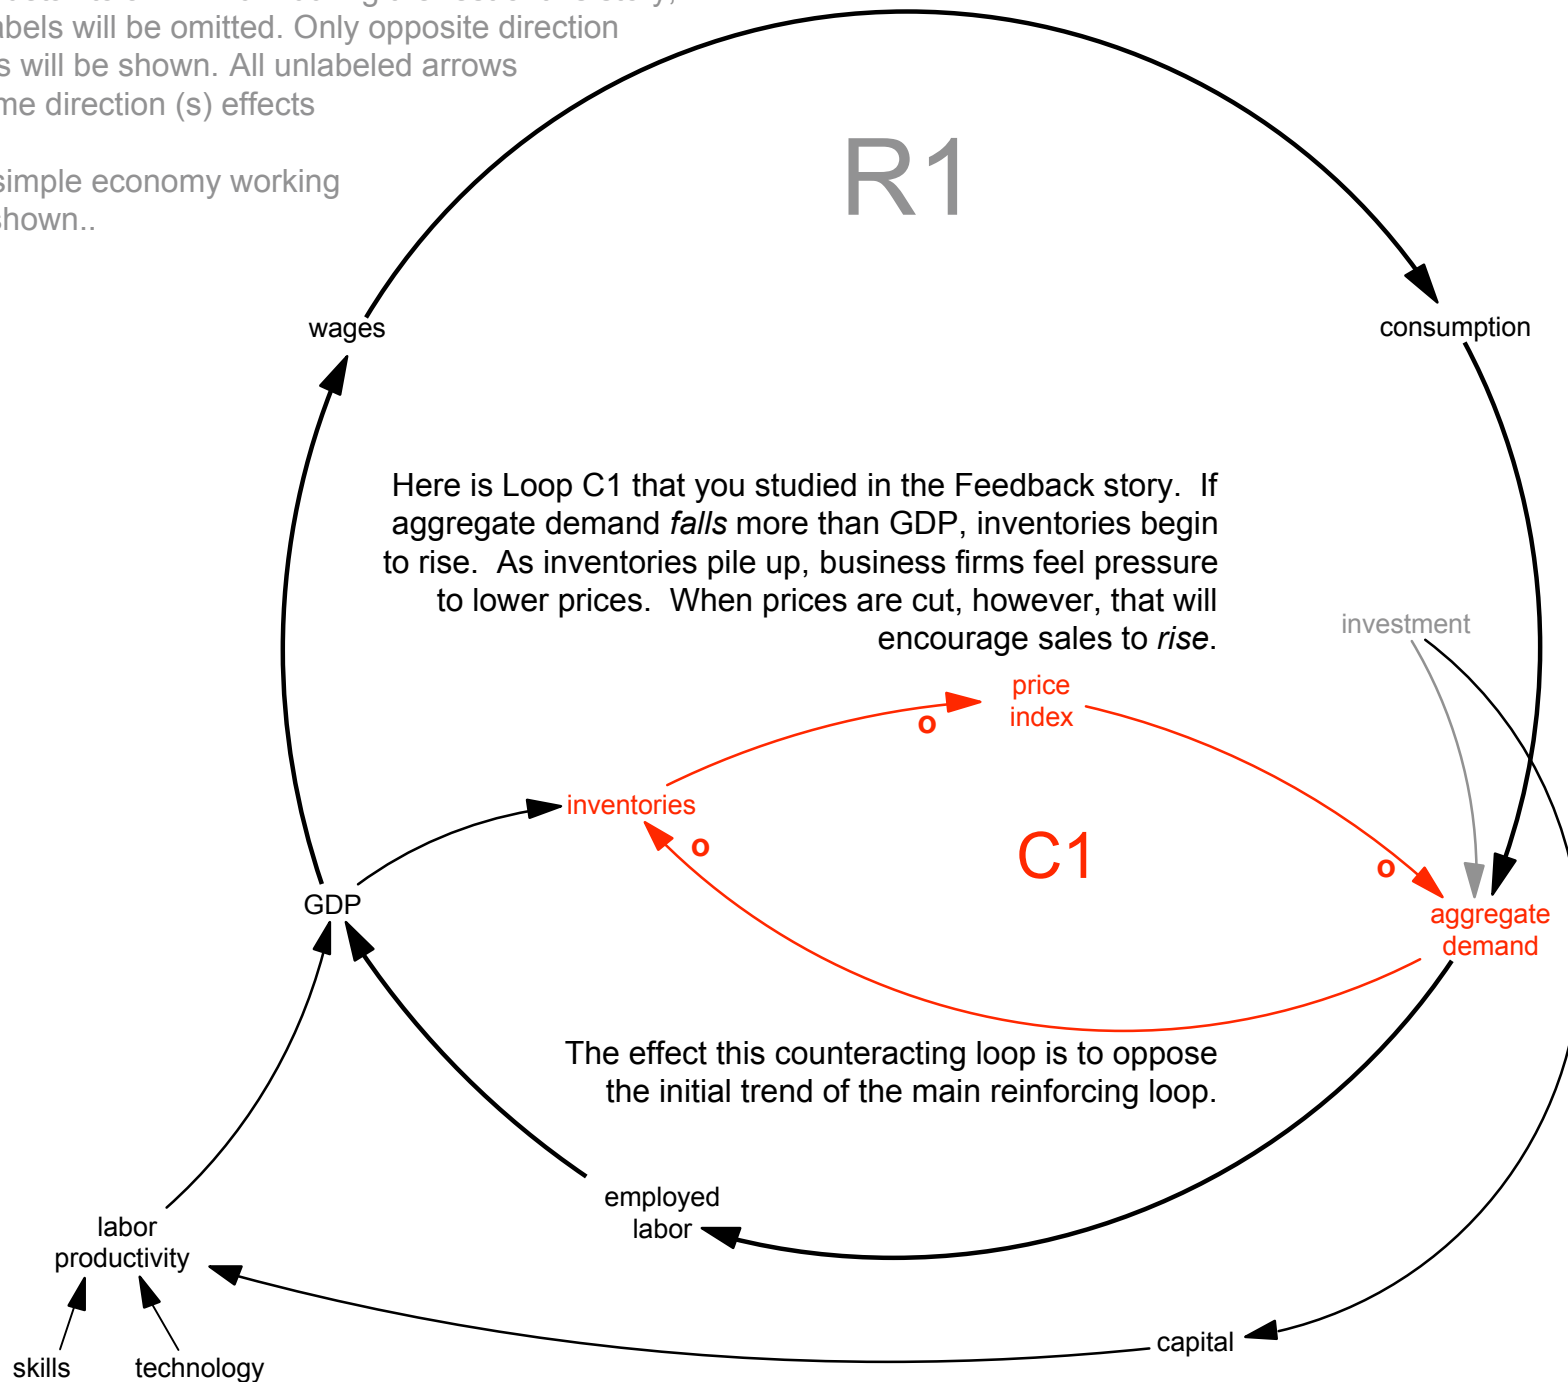 abels will be omitted. Only opposite direction
s will be shown. All unlabeled arrows
me direction (s) effects
simple economy working
shown..
R1
wages
consumption
Here is Loop C1 that you studied in the Feedback story. If
aggregate demand falls more than GDP, inventories begin
to rise. As inventories pile up, business firms feel pressure
to lower prices. When prices are cut, however, that will
encourage sales to rise.
investment
price
index
o
inventories
o
C1
o
GDP
aggregate
demand
The effect this counteracting loop is to oppose
the initial trend of the main reinforcing loop.
employed
labor
labor
productivity
capital
skills
technology